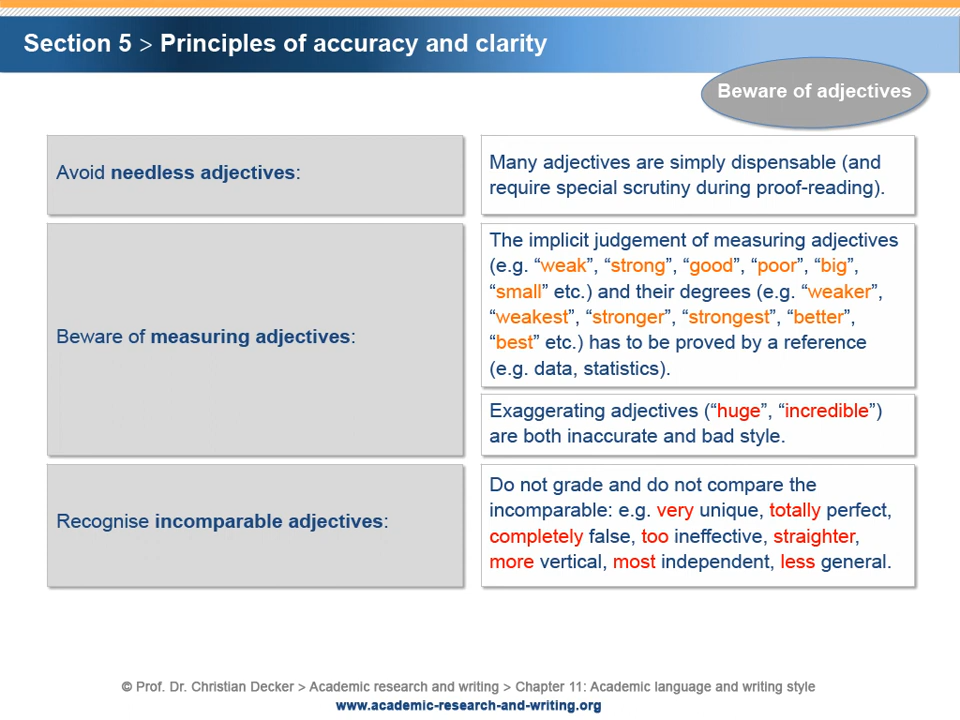 Section 5 > Principles of accuracy and clarity
Beware of adjectives
Avoid needless adjectives:
Many adjectives are simply dispensable (and
require special scrutiny during proof-reading).
Beware of measuring adjectives:
The implicit judgement of measuring adjectives
(e.g. “weak”, “strong”, “good”, “poor”, “big”,
“small” etc.) and their degrees (e.g. “weaker”,
“weakest”, “stronger”, “strongest”, “better”,
“best” etc.) has to be proved by a reference
(e.g. data, statistics).
Exaggerating adjectives (“huge”, “incredible”)
are both inaccurate and bad style.
Recognise incomparable adjectives:
Do not grade and do not compare the
incomparable: e.g. very unique, totally perfect,
completely false, too ineffective, straighter,
more vertical, most independent, less general.
© Prof. Dr. Christian Decker > Academic research and writing > Chapter 11: Academic language and writing style
www.academic-research-and-writing.org